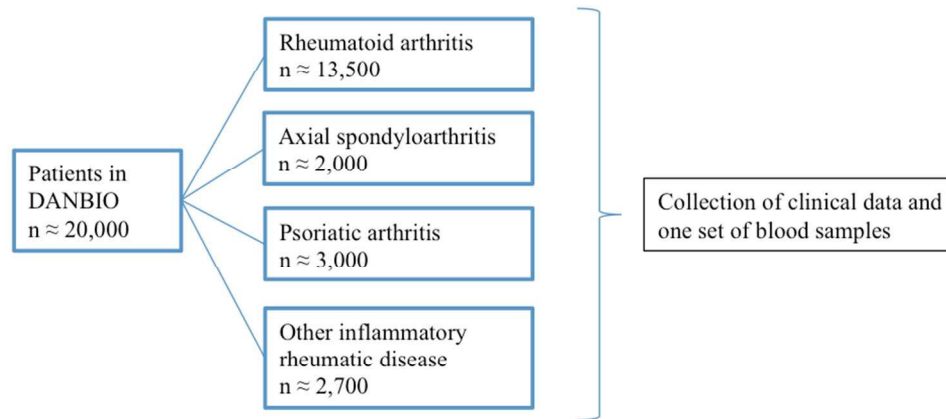 Patients in
DANBIO
n ≈ 20,000
Rheumatoid arthritis
n ≈ 13,500
Axial spondyloarthritis
n ≈ 2,000
Psoriatic arthritis
n ≈ 3,000
Other inflammatory
rheumatic disease
n ≈ 2,700
Collection of clinical data and
one set of blood samples